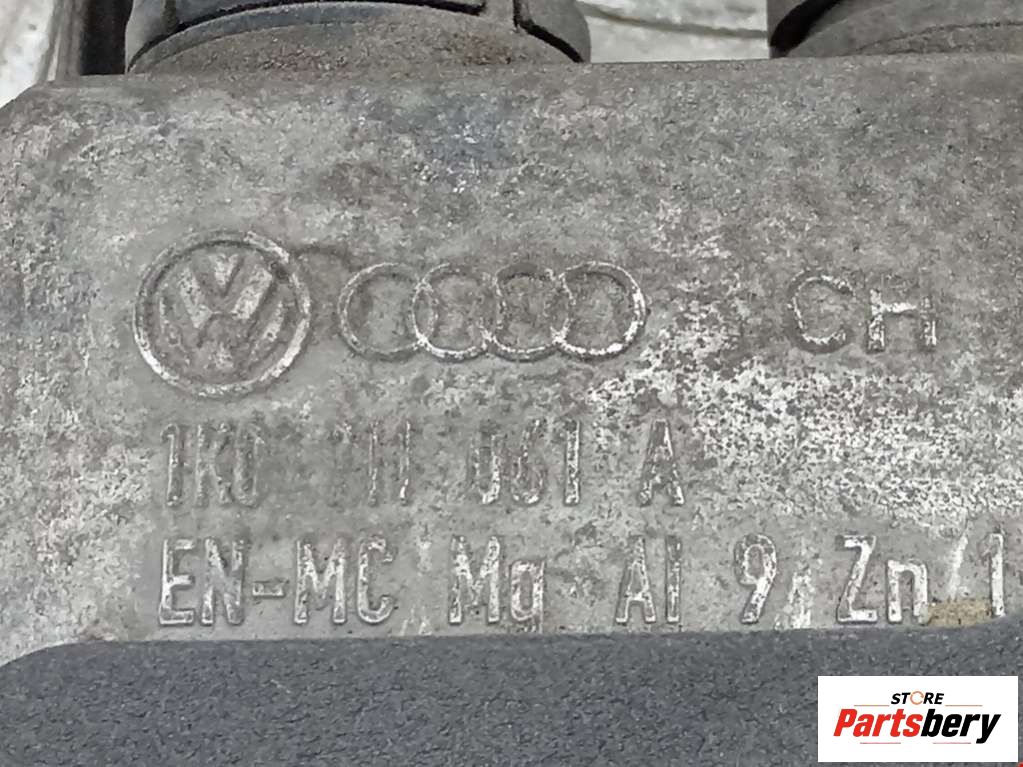 CH
1K0 711 061 A
EN-MC Mg Al 9 Zn 1
STORE
Partsbery